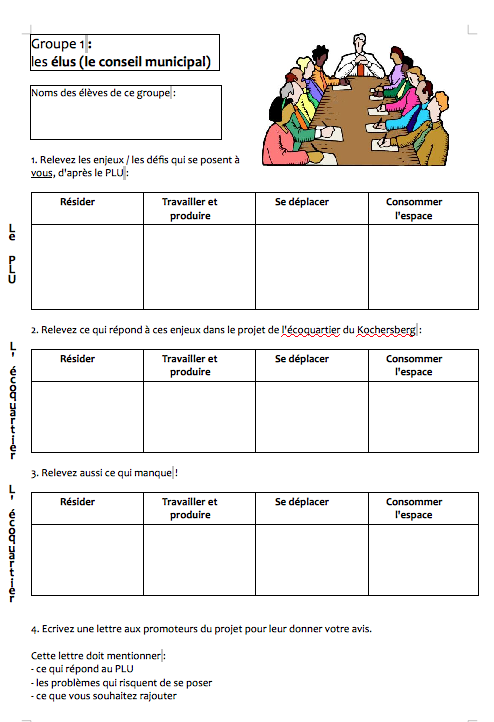 Groupe 1 :
les élus (le conseil municipal)
Noms des élèves de ce groupe :
1. Relevez les enjeux / les défis qui se posent à
vous, d'après le PLU :
Le PLU
Résider Travailler et produire Se déplacer Consommer l'espace
2. Relevez ce qui répond à ces enjeux dans le projet de l'écoquartier du Kochersberg :
L'écoquartier
Résider Travailler et produire Se déplacer Consommer l'espace
3. Relevez aussi ce qui manque !
L'écoquartier
Résider Travailler et produire Se déplacer Consommer l'espace
4. Ecrivez une lettre aux promoteurs du projet pour leur donner votre avis.
Cette lettre doit mentionner :
- ce qui répond au PLU
- les problèmes qui risquent de se poser
- ce que vous souhaitez rajouter